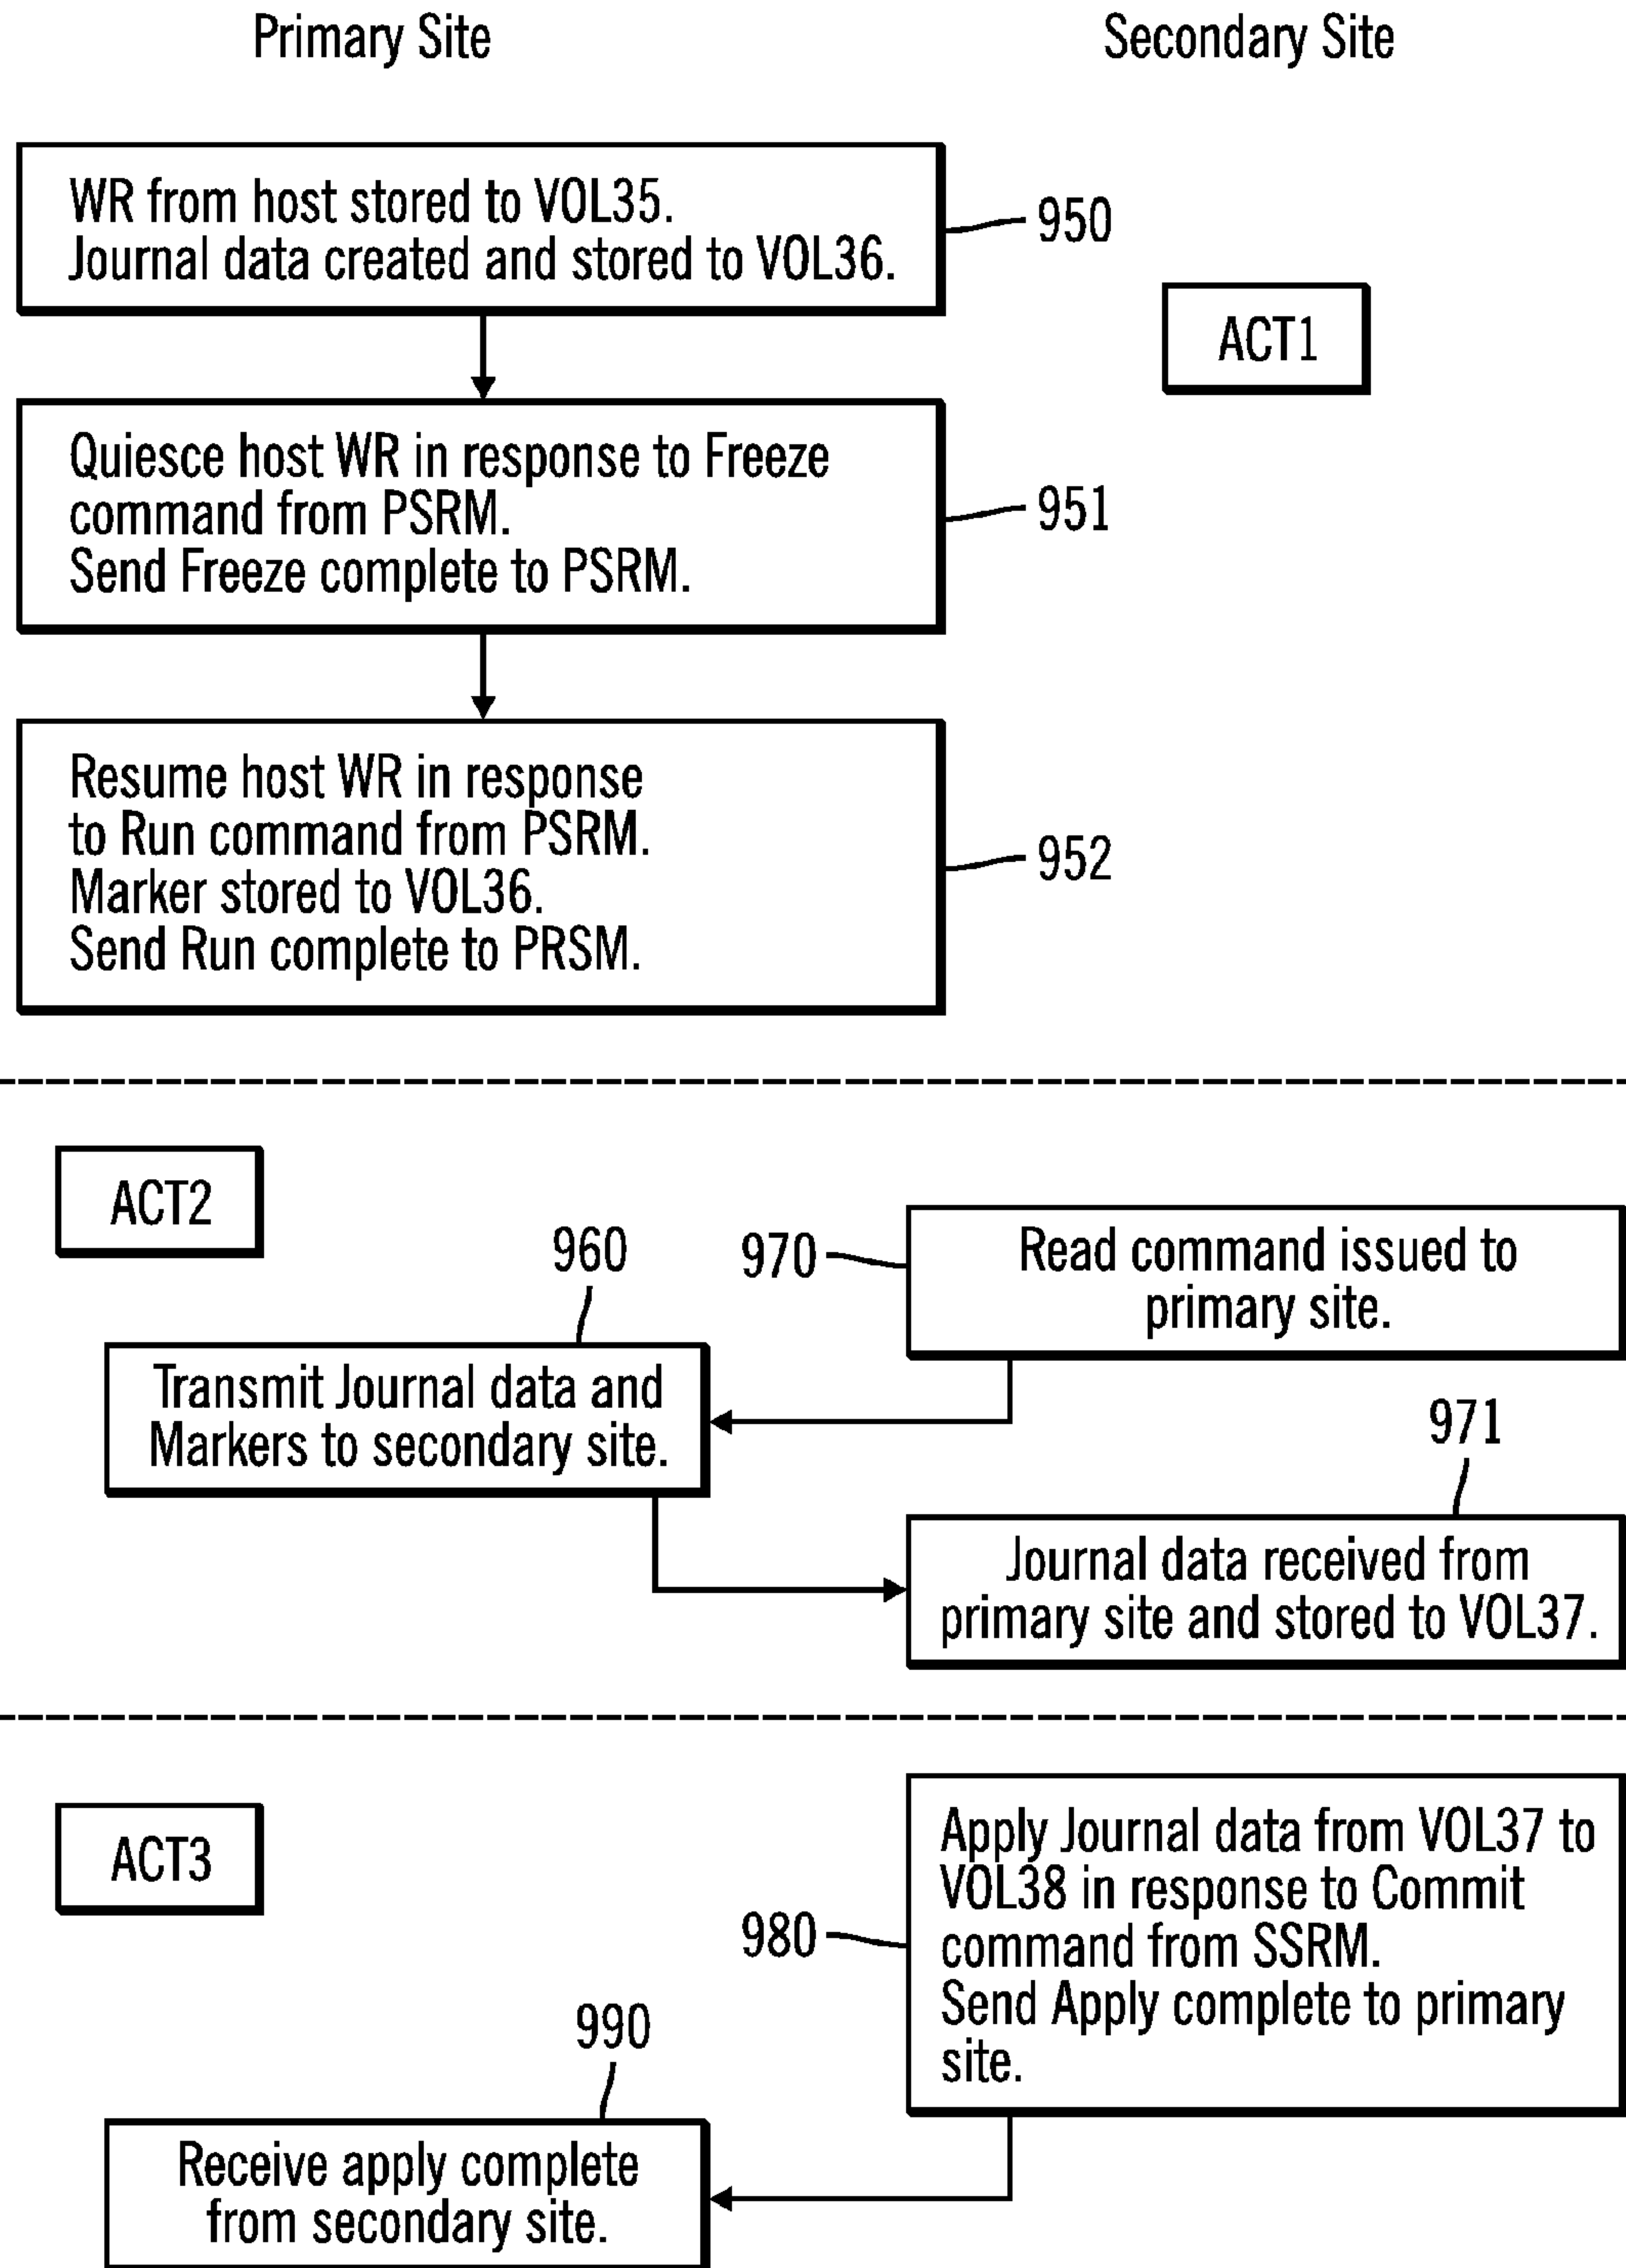 Primary Site
Secondary Site
WR from host stored to VOL35.
Journal data created and stored to VOL36.
950
ACT1
Quiesce host WR in response to Freeze
command from PSRM.
Send Freeze complete to PSRM.
951
Resume host WR in response
to Run command from PSRM.
Marker stored to VOL36.
Send Run complete to PRSM.
952
ACT2
970
Read command issued to
primary site.
960
Transmit Journal data and
Markers to secondary site.
971
Journal data received from
primary site and stored to VOL37.
ACT3
980
Apply Journal data from VOL37 to
VOL38 in response to Commit
command from SSRM.
Send Apply complete to primary
site.
990
Receive apply complete
from secondary site.